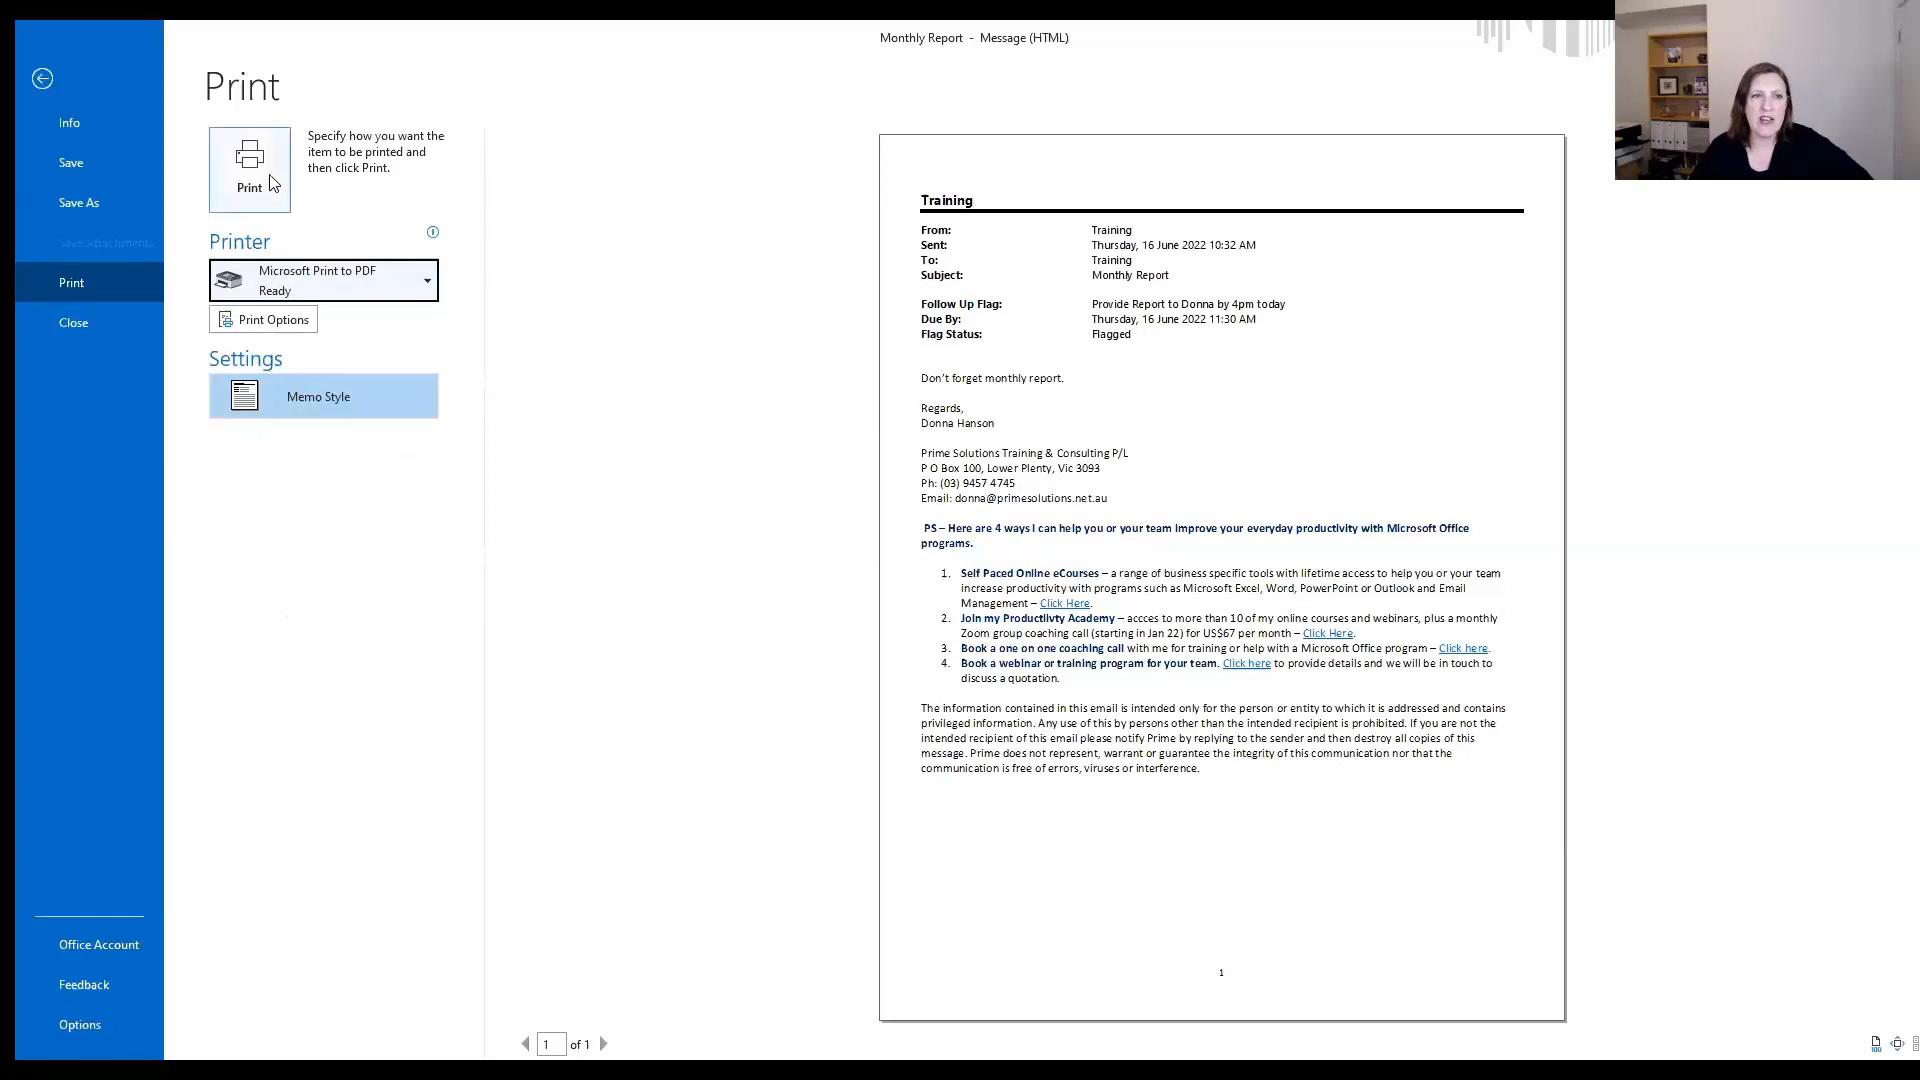 Monthly Report - Message (HTML)
Print
Info
Save
Save As
Save Attachments
Print
Close
Office Account
Feedback
Options
Print
Specify how you want the
item to be printed and
then click Print.
Printer
Microsoft Print to PDF
Ready
Print Options
Settings
Memo Style
Training
From: Training
Sent: Thursday, 16 June 2022 10:32 AM
To: Training
Subject: Monthly Report
Follow Up Flag: Provide Report to Donna by 4pm today
Due By: Thursday, 16 June 2022 11:30 AM
Flag Status: Flagged
Don't forget monthly report.
Regards,
Donna Hanson
Prime Solutions Training & Consulting P/L
P O Box 100, Lower Plenty, Vic 3093
Ph: (03) 9457 4745
Email: donna@primesolutions.net.au
PS – Here are 4 ways I can help you or your team improve your everyday productivity with Microsoft Office
programs.
1. Self Paced Online eCourses – a range of business specific tools with lifetime access to help you or your team
increase productivity with programs such as Microsoft Excel, Word, PowerPoint or Outlook and Email
Management – Click Here.
2. Join my Productiivty Academy – accces to more than 10 of my online courses and webinars, plus a monthly
Zoom group coaching call (starting in Jan 22) for US$67 per month – Click Here.
3. Book a one on one coaching call with me for training or help with a Microsoft Office program – Click here.
4. Book a webinar or training program for your team. Click here to provide details and we will be in touch to
discuss a quotation.
The information contained in this email is intended only for the person or entity to which it is addressed and contains
privileged information. Any use of this by persons other than the intended recipient is prohibited. If you are not the
intended recipient of this email please notify Prime by replying to the sender and then destroy all copies of this
message. Prime does not represent, warrant or guarantee the integrity of this communication nor that the
communication is free of errors, viruses or interference.
1
1 of 1